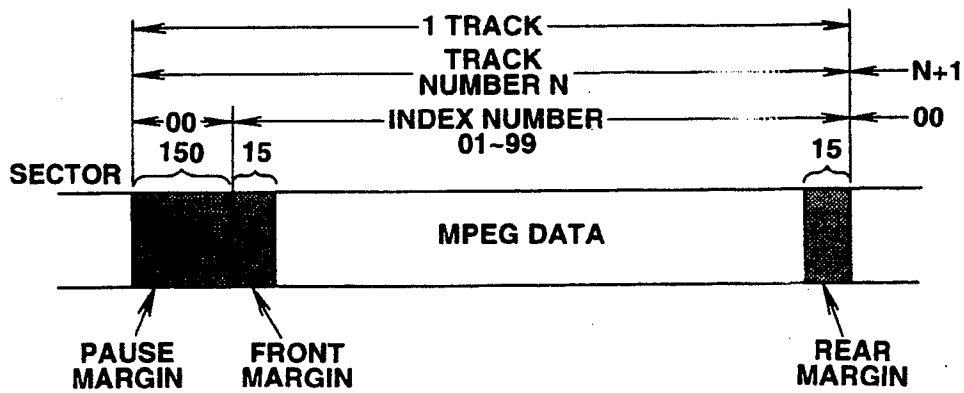 1 TRACK
TRACK
NUMBER N
N+1
00
INDEX NUMBER
01~99
00
SECTOR
150
15
15
MPEG DATA
PAUSE
MARGIN
FRONT
MARGIN
REAR
MARGIN